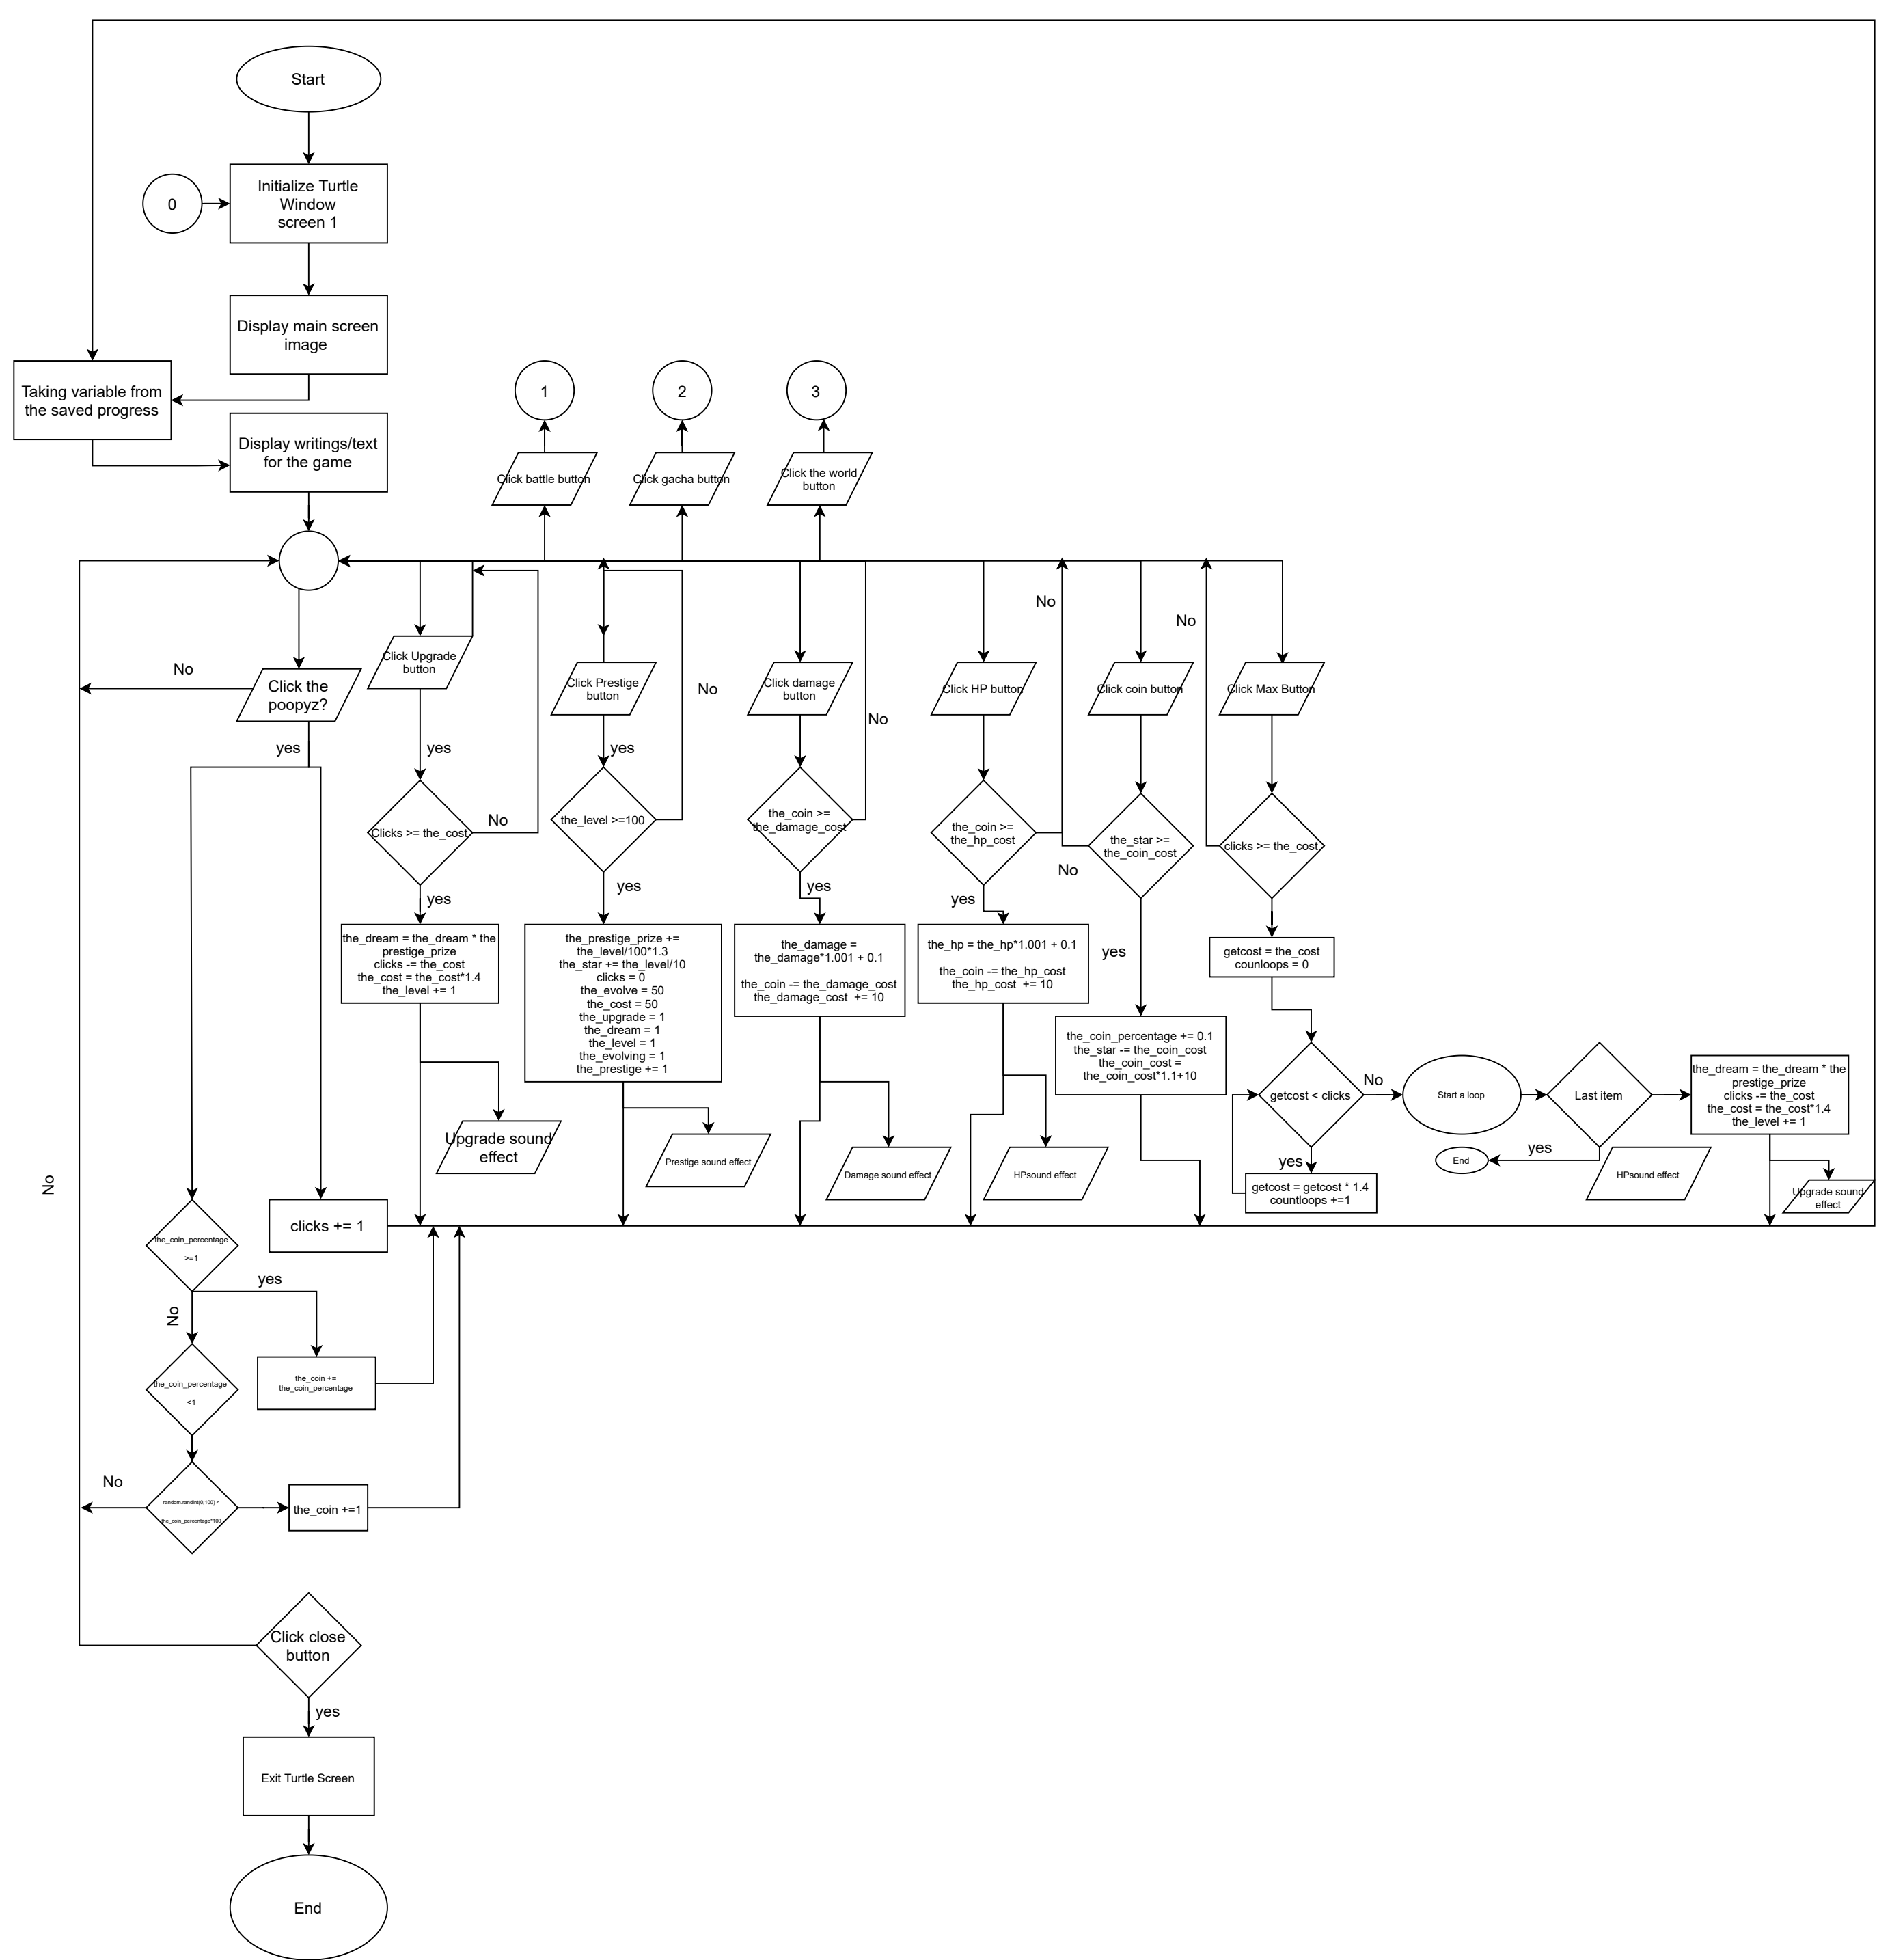 Start
Initialize Turtle
Window
screen 1
0
Display main screen
image
Taking variable from
the saved progress
Display writings/text
for the game
1
2
3
Click battle button
Click gacha button
Click the world
button
No
No
No
Click the
poopyz?
Click Upgrade
button
Click Prestige
button
No
Click damage
button
No
Click HP button
Click coin button
Click Max Button
yes
yes
yes
Clicks >= the_cost
No
the_level >=100
the_coin >=
the_damage_cost
the_coin >=
the_hp_cost
the_star >=
the_coin_cost
clicks >= the_cost
No
yes
yes
yes
yes
yes
the_dream = the_dream * the
prestige_prize
clicks -= the_cost
the_cost = the_cost*1.4
the_level += 1
the_prestige_prize +=
the_level/100*1.3
the_star += the_level/10
clicks = 0
the_evolve = 50
the_cost = 50
the_upgrade = 1
the_dream = 1
the_level = 1
the_evolving = 1
the_prestige += 1
the_damage =
the_damage*1.001 + 0.1
the_coin -= the_damage_cost
the_damage_cost  += 10
the_hp = the_hp*1.001 + 0.1
the_coin -= the_hp_cost
the_hp_cost  += 10
the_coin_percentage += 0.1
the_star -= the_coin_cost
the_coin_cost =
the_coin_cost*1.1+10
getcost = the_cost
counloops = 0
getcost < clicks
No
Start a loop
Last item
the_dream = the_dream * the
prestige_prize
clicks -= the_cost
the_cost = the_cost*1.4
the_level += 1
yes
getcost = getcost * 1.4
countloops +=1
End
yes
HPsound effect
Upgrade sound
effect
Upgrade sound
effect
Prestige sound effect
Damage sound effect
HPsound effect
No
clicks += 1
the_coin_percentage
>=1
yes
No
the_coin +=
the_coin_percentage
the_coin_percentage
<1
No
random.randint(0,100) <
the_coin_percentage*100
the_coin +=1
Click close
button
yes
Exit Turtle Screen
End